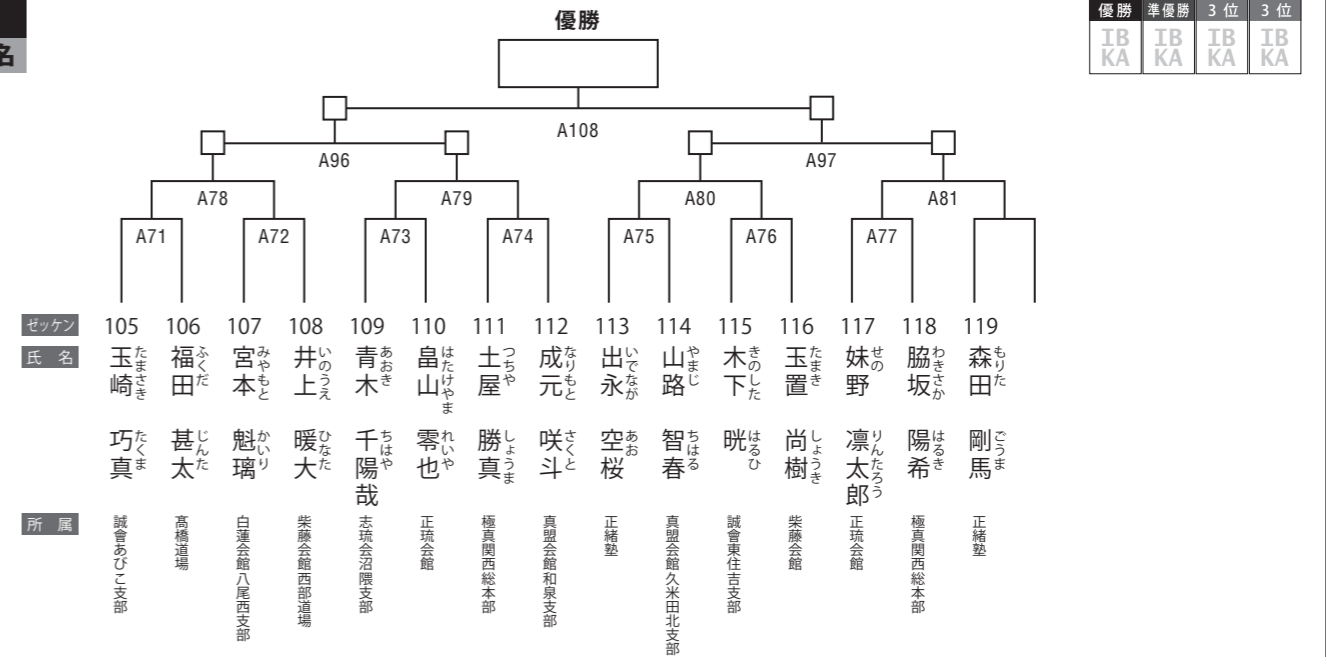 名
優勝
優勝 準優勝 3 位 3 位
IB KA IB KA IB KA IB KA
A108
A96 A97
A78 A79 A80 A81
A71 A72 A73 A74 A75 A76 A77
ゼッケン 105 106 107 108 109 110 111 112 113 114 115 116 117 118 119
氏 名
玉崎 巧真 たまさき たくま
福田 甚太 ふくだ じんた
宮本 魁璃 みやもと かいり
井上 暖大 いのうえ ひなた
青木 千陽哉 あおき ちはや
畠山 零也 はたけやま れいや
土屋 勝真 つちや しょうま
成元 咲斗 なりもと さくと
出永 空桜 いでなが あお
山路 智春 やまじ ちはる
木下 晄 きのした はるひ
玉置 尚樹 たまき しょうき
妹野 凛太郎 せの りんたろう
脇坂 陽希 わきさか はるき
森田 剛馬 もりた ごうま
所 属
誠會あびこ支部
髙橋道場
白蓮会館八尾西支部
柴藤会館西部道場
志琉会沼隈支部
正琉会館
極真関西総本部
真盟会館和泉支部
正緒塾
真盟会館久米田北支部
誠會東住吉支部
柴藤会館
正琉会館
極真関西総本部
正緒塾